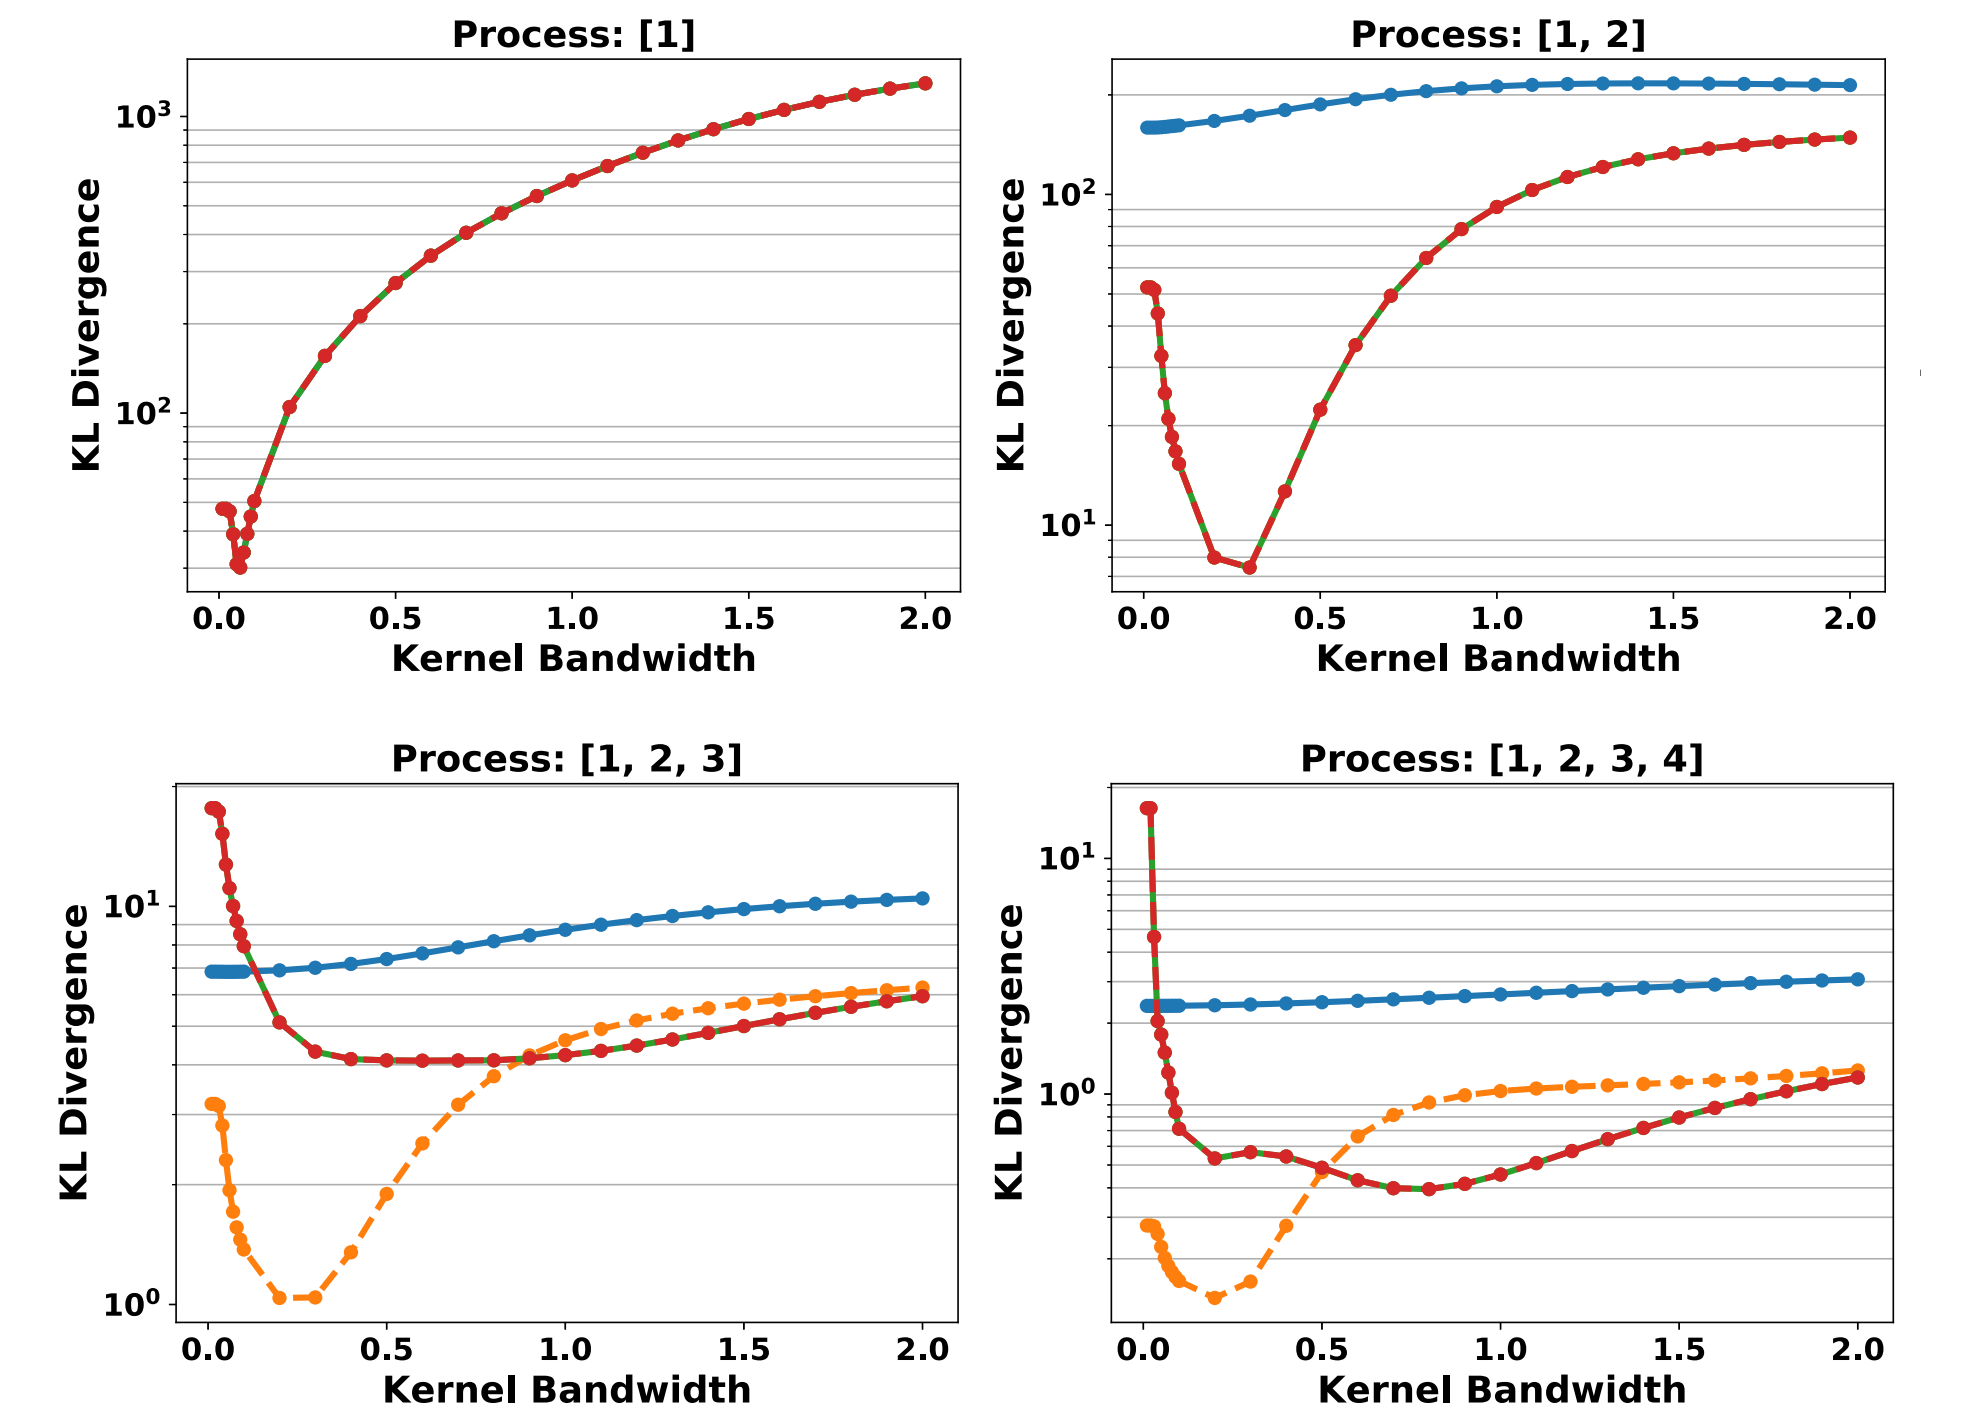 Process: [1]
KL Divergence
10³
10²
0.0 0.5 1.0 1.5 2.0
Kernel Bandwidth
Process: [1, 2]
KL Divergence
10²
10¹
0.0 0.5 1.0 1.5 2.0
Kernel Bandwidth
Process: [1, 2, 3]
KL Divergence
10¹
10⁰
0.0 0.5 1.0 1.5 2.0
Kernel Bandwidth
Process: [1, 2, 3, 4]
KL Divergence
10¹
10⁰
0.0 0.5 1.0 1.5 2.0
Kernel Bandwidth